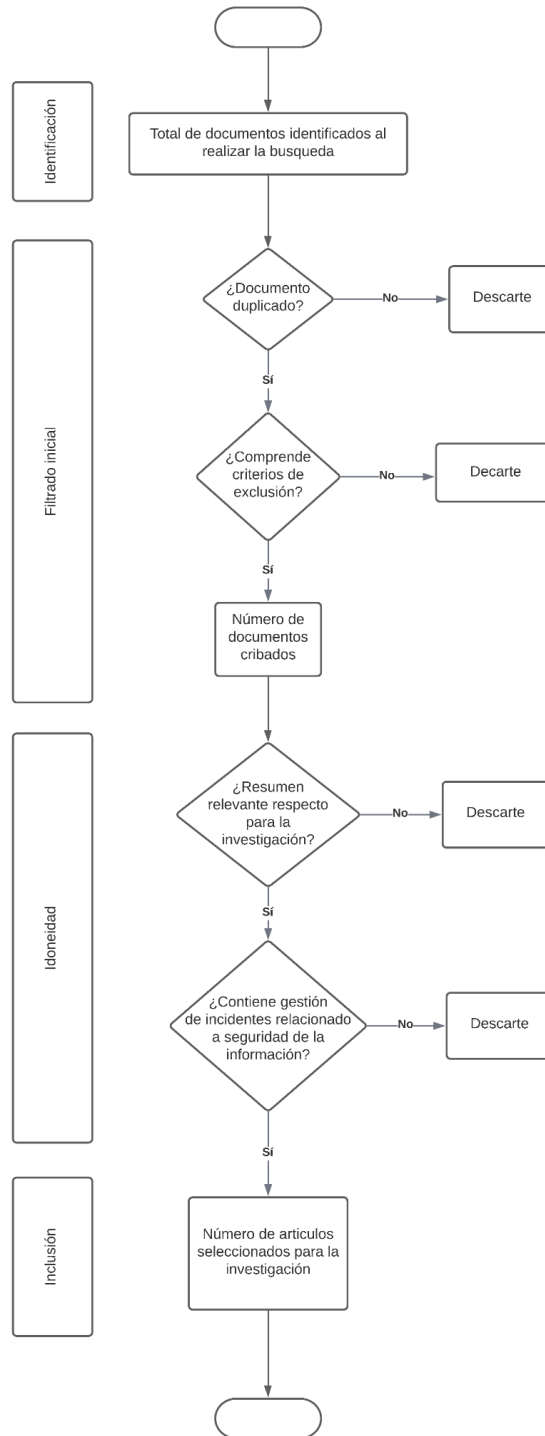 Identificación
Total de documentos identificados al
realizar la busqueda
Filtrado inicial
¿Documento
duplicado?
No
Descarte
Sí
¿Comprende
criterios de
exclusión?
No
Decarte
Sí
Número de
documentos
cribados
Idoneidad
¿Resumen
relevante respecto
para la
investigación?
No
Descarte
Sí
¿Contiene gestión
de incidentes relacionado
a seguridad de la
información?
No
Descarte
Sí
Inclusión
Número de articulos
seleccionados para la
investigación